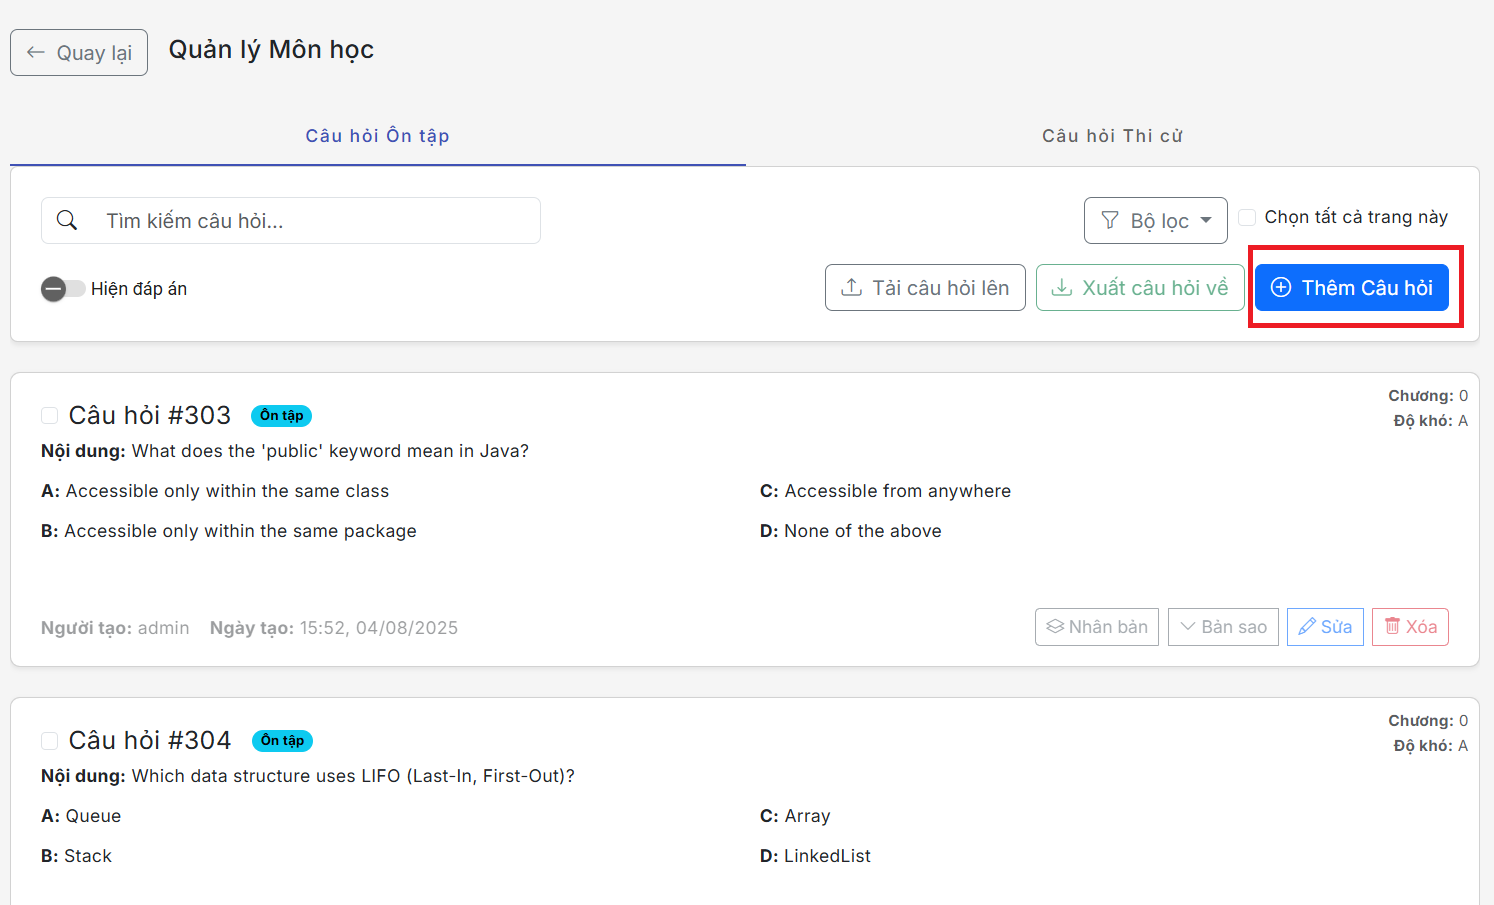 Quay lại
Quản lý Môn học
Câu hỏi Ôn tập
Câu hỏi Thi cử
Tìm kiếm câu hỏi...
Bộ lọc
Chọn tất cả trang này
Hiện đáp án
Tải câu hỏi lên
Xuất câu hỏi về
Thêm Câu hỏi
Câu hỏi #303 Ôn tập
Chương: 0
Độ khó: A
Nội dung: What does the 'public' keyword mean in Java?
A: Accessible only within the same class
C: Accessible from anywhere
B: Accessible only within the same package
D: None of the above
Người tạo: admin Ngày tạo: 15:52, 04/08/2025
Nhân bản
Bản sao
Sửa
Xóa
Câu hỏi #304 Ôn tập
Chương: 0
Độ khó: A
Nội dung: Which data structure uses LIFO (Last-In, First-Out)?
A: Queue
C: Array
B: Stack
D: LinkedList